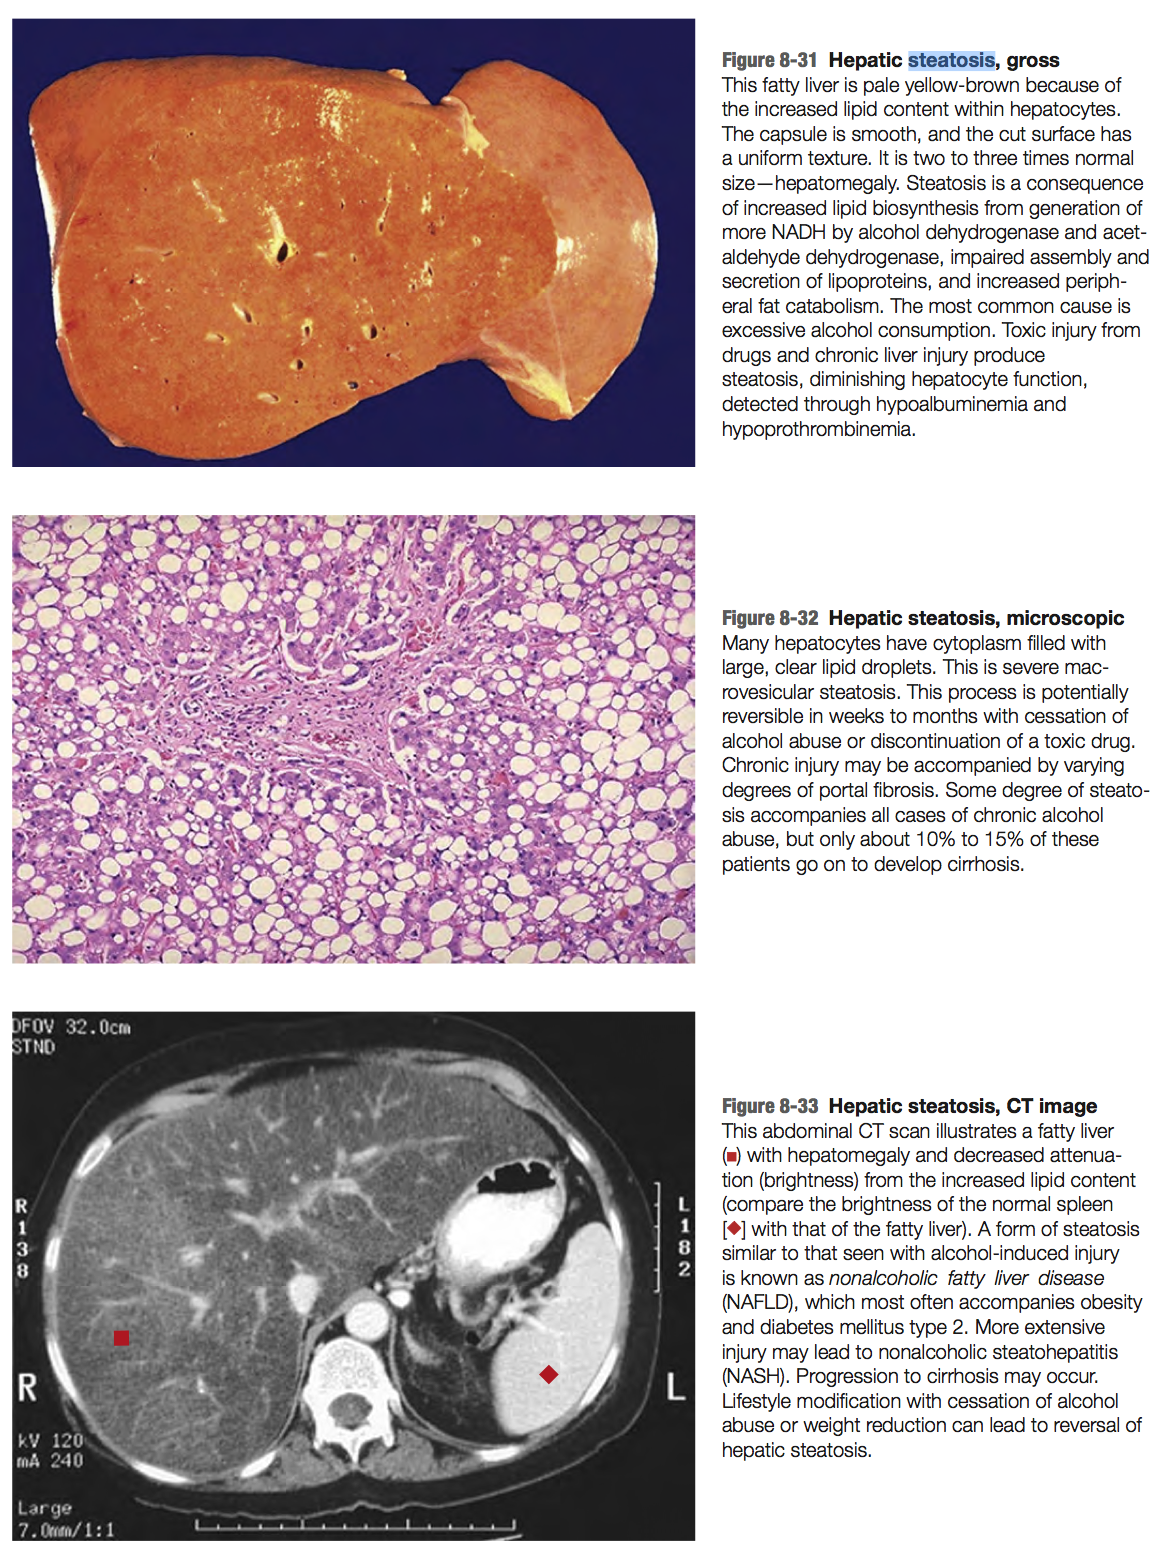 Figure 8-31 Hepatic steatosis, gross
This fatty liver is pale yellow-brown because of
the increased lipid content within hepatocytes.
The capsule is smooth, and the cut surface has
a uniform texture. It is two to three times normal
size—hepatomegaly. Steatosis is a consequence
of increased lipid biosynthesis from generation of
more NADH by alcohol dehydrogenase and acet-
aldehyde dehydrogenase, impaired assembly and
secretion of lipoproteins, and increased periph-
eral fat catabolism. The most common cause is
excessive alcohol consumption. Toxic injury from
drugs and chronic liver injury produce
steatosis, diminishing hepatocyte function,
detected through hypoalbuminemia and
hypoprothrombinemia.
Figure 8-32 Hepatic steatosis, microscopic
Many hepatocytes have cytoplasm filled with
large, clear lipid droplets. This is severe mac-
rovesicular steatosis. This process is potentially
reversible in weeks to months with cessation of
alcohol abuse or discontinuation of a toxic drug.
Chronic injury may be accompanied by varying
degrees of portal fibrosis. Some degree of steato-
sis accompanies all cases of chronic alcohol
abuse, but only about 10% to 15% of these
patients go on to develop cirrhosis.
DFOV 32.0cm
STND
R
1
3
8
L
1
8
2
R
L
kV 120
mA 240
Large
7.0mm/1:1
Figure 8-33 Hepatic steatosis, CT image
This abdominal CT scan illustrates a fatty liver
(■) with hepatomegaly and decreased attenua-
tion (brightness) from the increased lipid content
(compare the brightness of the normal spleen
[◆] with that of the fatty liver). A form of steatosis
similar to that seen with alcohol-induced injury
is known as nonalcoholic fatty liver disease
(NAFLD), which most often accompanies obesity
and diabetes mellitus type 2. More extensive
injury may lead to nonalcoholic steatohepatitis
(NASH). Progression to cirrhosis may occur.
Lifestyle modification with cessation of alcohol
abuse or weight reduction can lead to reversal of
hepatic steatosis.